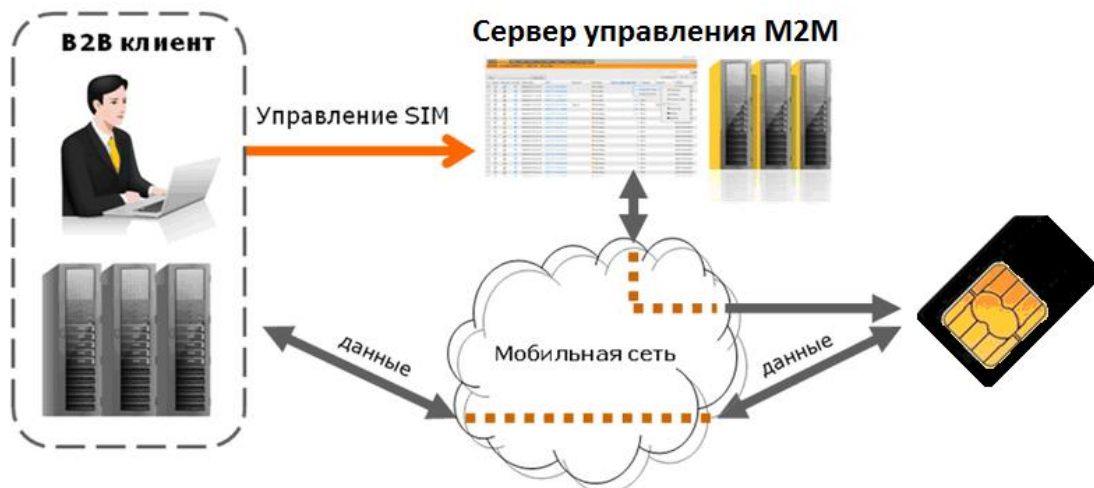 B2B клиент
Сервер управления M2M
Управление SIM
данные
Мобильная сеть
данные